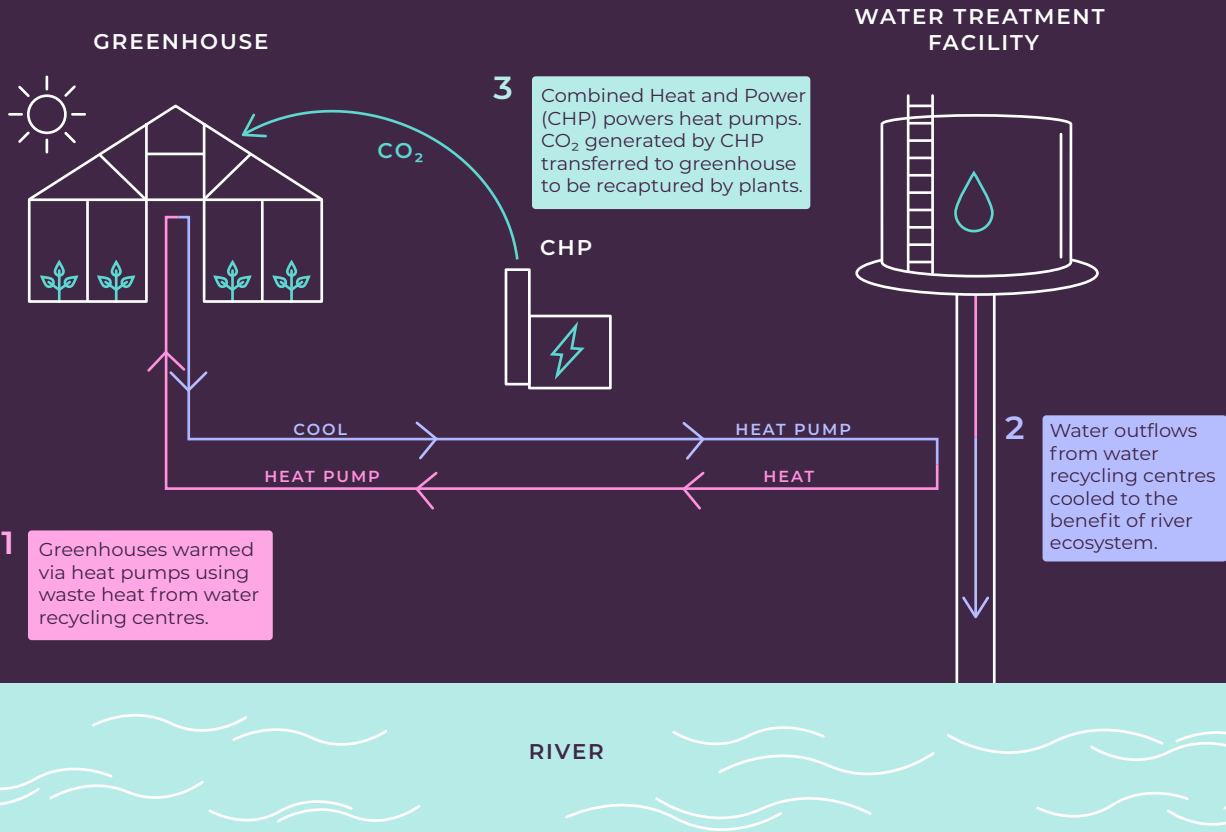 GREENHOUSE
WATER TREATMENT
FACILITY
3
Combined Heat and Power
(CHP) powers heat pumps.
CO₂ generated by CHP
transferred to greenhouse
to be recaptured by plants.
CO₂
CHP
COOL
HEAT PUMP
HEAT PUMP
HEAT
2
Water outflows
from water
recycling centres
cooled to the
benefit of river
ecosystem.
1
Greenhouses warmed
via heat pumps using
waste heat from water
recycling centres.
RIVER